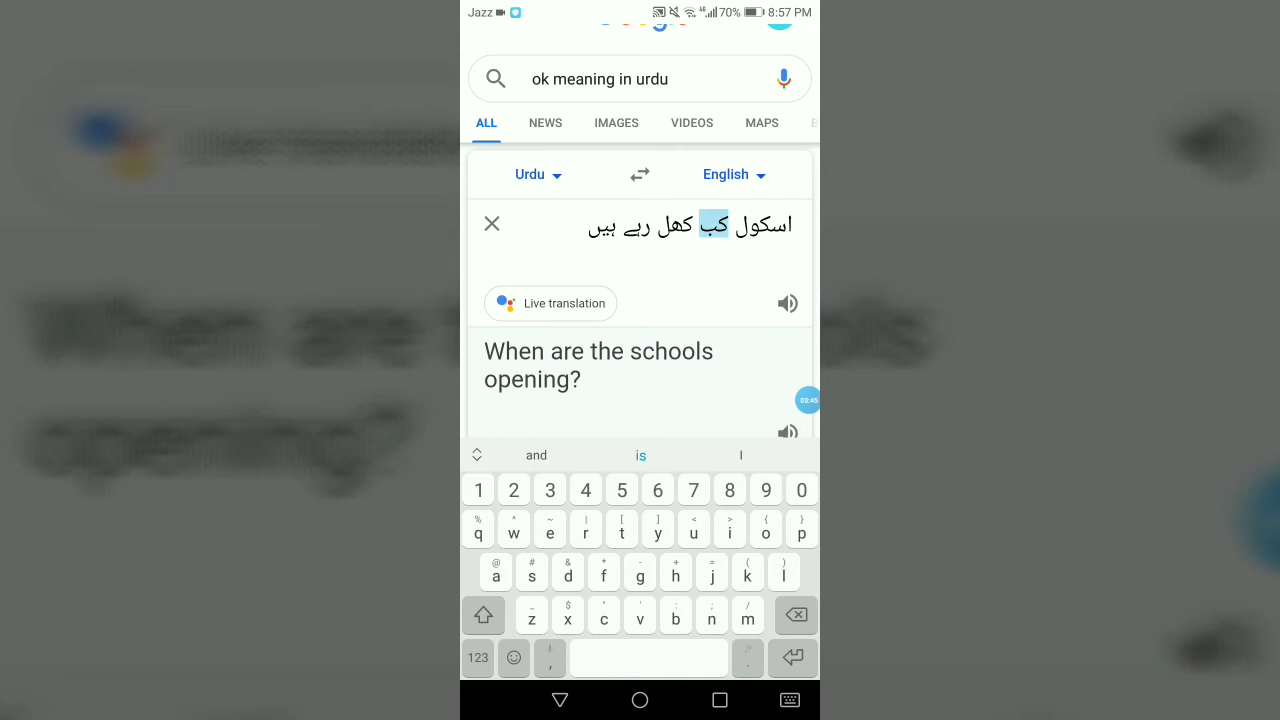 Jazz
70% 8:57 PM
ok meaning in urdu
ALL NEWS IMAGES VIDEOS MAPS
Urdu English
اسکول کب کھل رہے ہیں
Live translation
When are the schools
opening?
03:45
and is I
1 2 3 4 5 6 7 8 9 0
% ^ ~ | [ ] < > { }
q w e r t y u i o p
@ # & * - + = ( )
a s d f g h j k l
_ $ " ' : ; /
z x c v b n m
123 , .